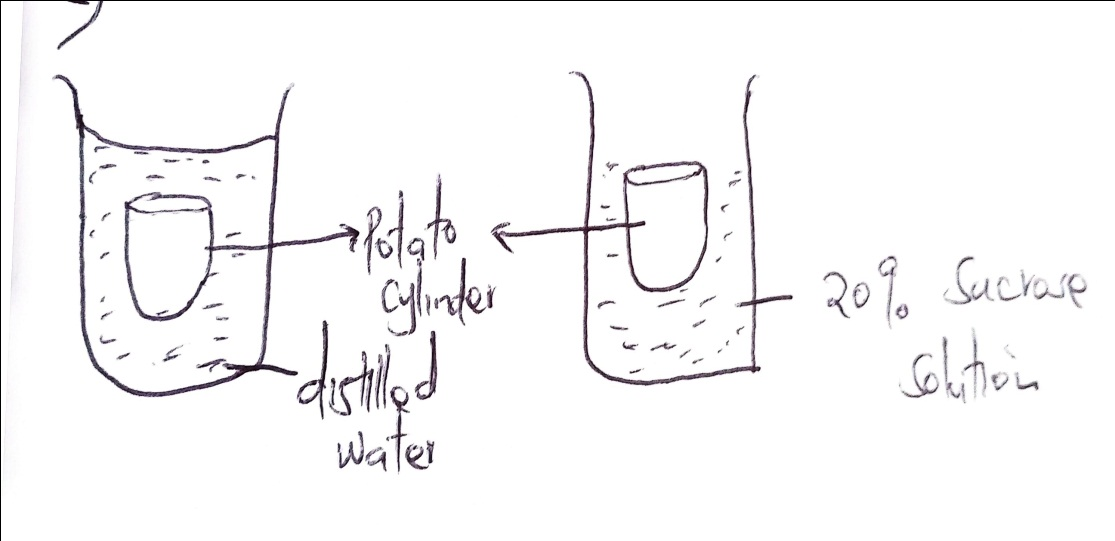 Potato
Cylinder
distilled
water
20% Sucrose
Solution